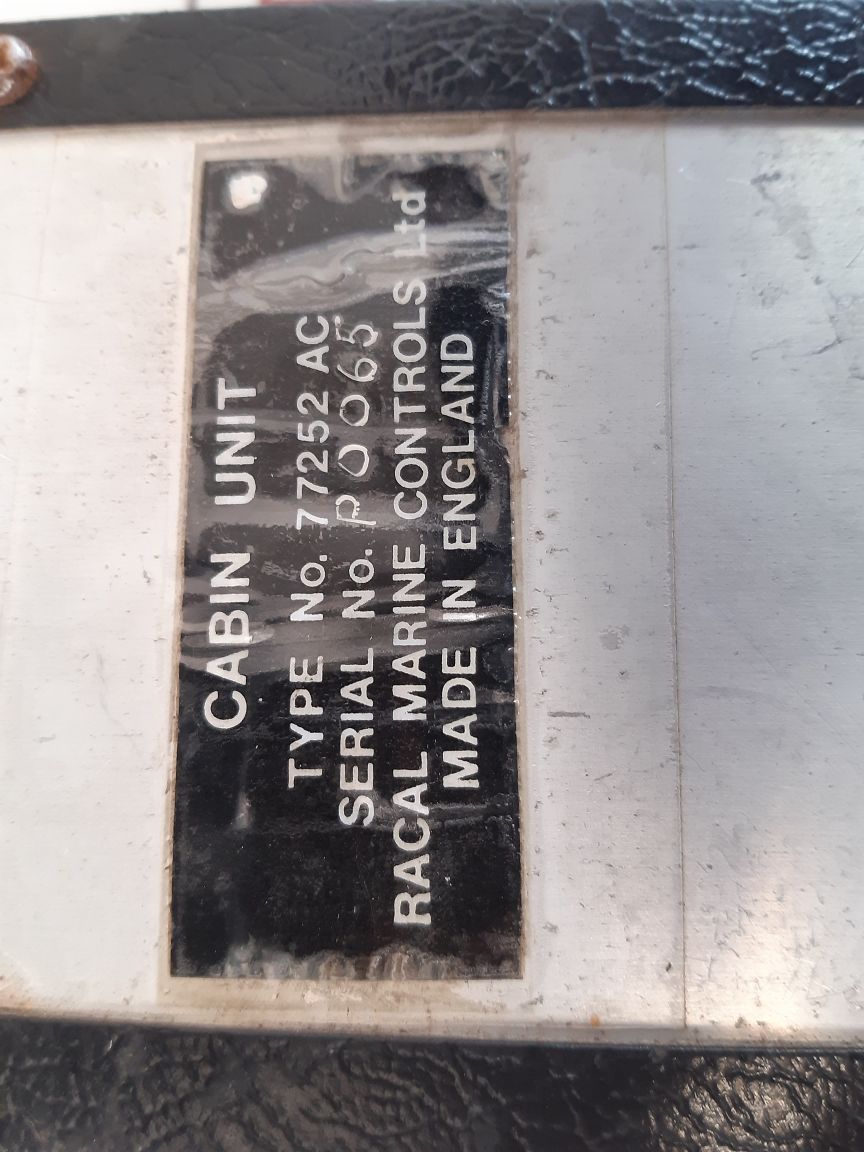 CABIN UNIT
TYPE No. 77252 AC
SERIAL No. P0065
RACAL MARINE CONTROLS Ltd
MADE IN ENGLAND